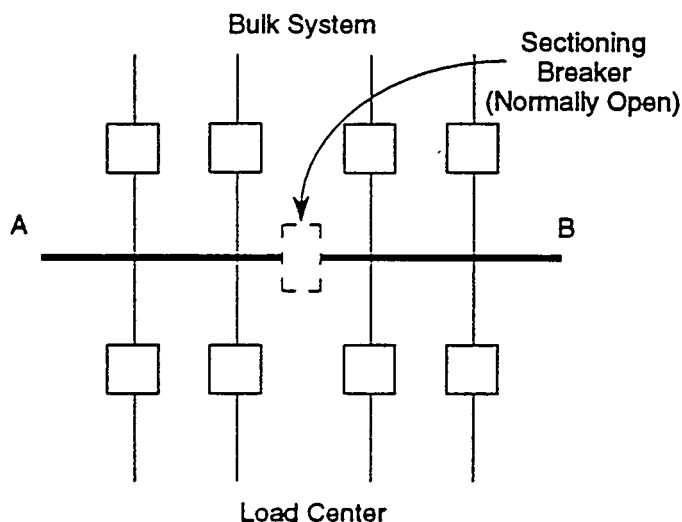 Bulk System
Sectioning
Breaker
(Normally Open)
A
B
Load Center